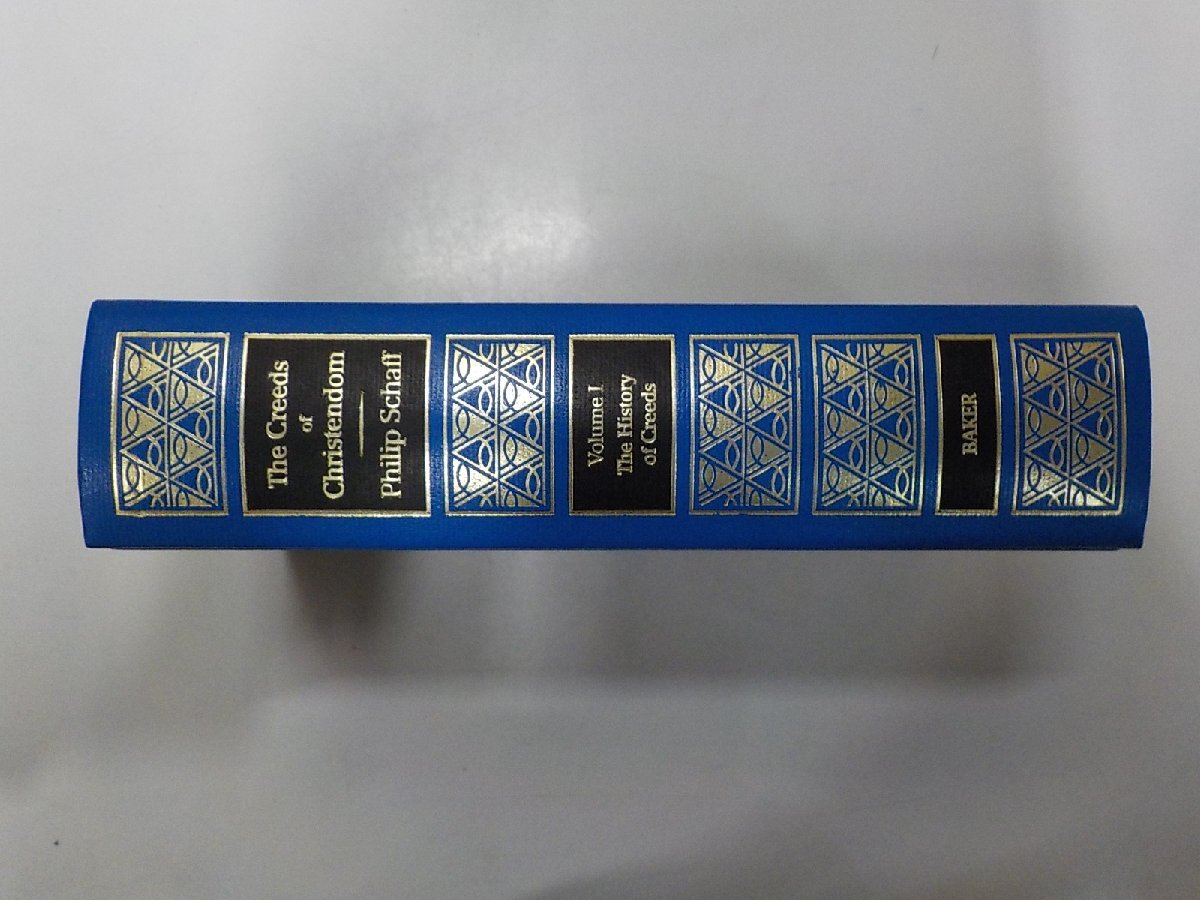 The Creeds
of
Christendom
Philip Schaff
Volume I
The History
of Creeds
BAKER